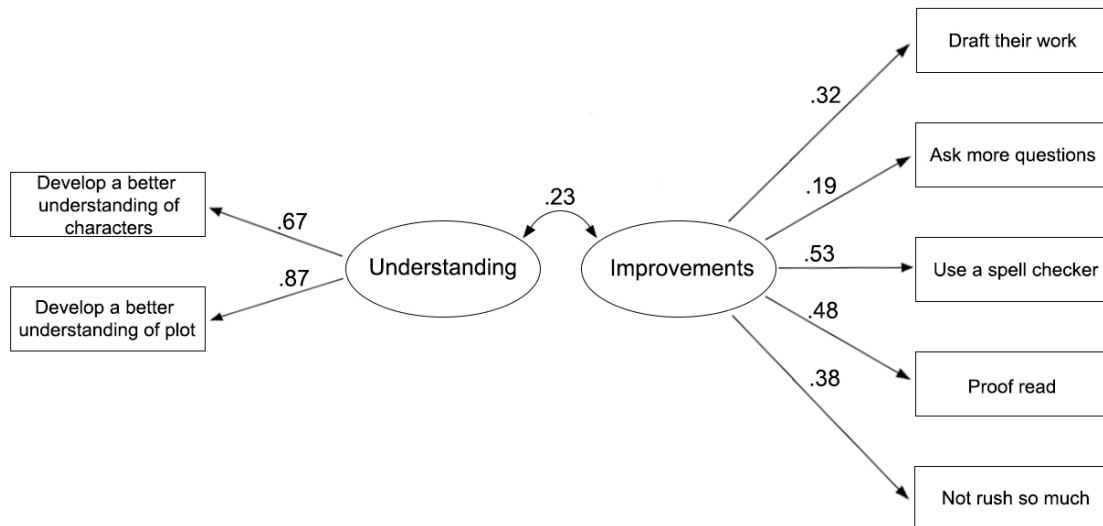 Draft their work
.32
Ask more questions
.19
Develop a better
understanding of
characters
.67
.23
Understanding
Improvements
.53
Use a spell checker
.87
Develop a better
understanding of plot
.48
Proof read
.38
Not rush so much